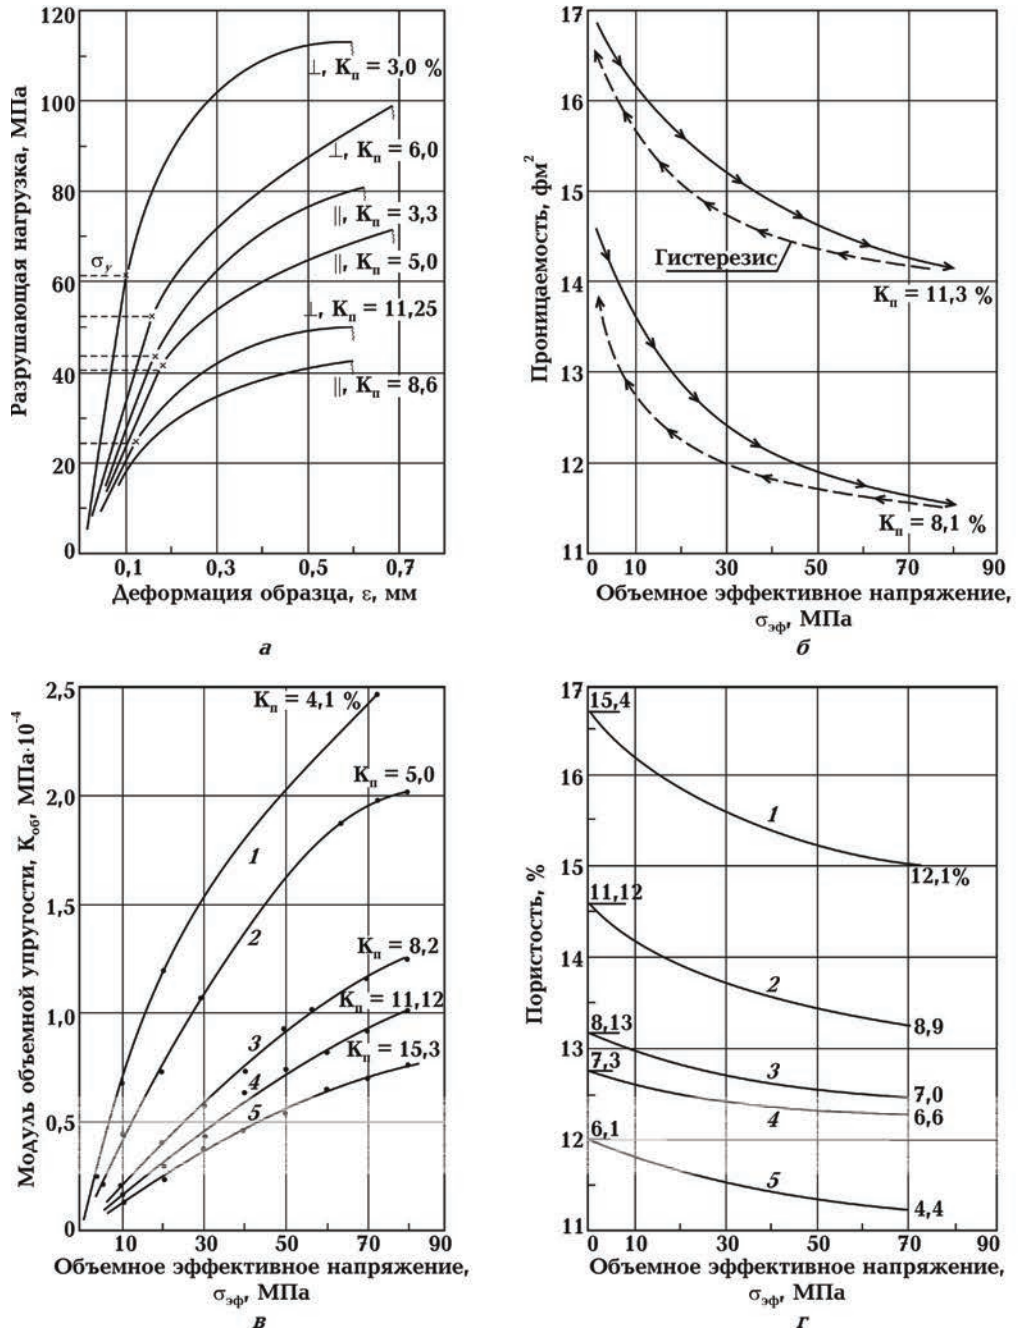 120
100
80
60
40
20
0
Разрушающая нагрузка, МПа
σy
⊥, Kп = 3,0 %
⊥, Kп = 6,0
||, Kп = 3,3
||, Kп = 5,0
⊥, Kп = 11,25
||, Kп = 8,6
0,1 0,3 0,5 0,7
Деформация образца, ε, мм
а
17
16
15
14
13
12
11
Проницаемость, фм²
Гистерезис
Kп = 11,3 %
Kп = 8,1 %
0 10 30 50 70 90
Объемное эффективное напряжение,
σэф, МПа
б
2,5
2,0
1,5
1,0
0,5
0
Модуль объемной упругости, Kоб, МПа·10⁻⁴
Kп = 4,1 %
Kп = 5,0
1
2
Kп = 8,2
Kп = 11,12
3
Kп = 15,3
4
5
10 30 50 70 90
Объемное эффективное напряжение,
σэф, МПа
в
17
16
15
14
13
12
11
Пористость, %
15,4
1
12,1%
11,12
2
8,9
8,13
3
7,0
7,3
4
6,6
6,1
5
4,4
0 10 30 50 70 90
Объемное эффективное напряжение,
σэф, МПа
г